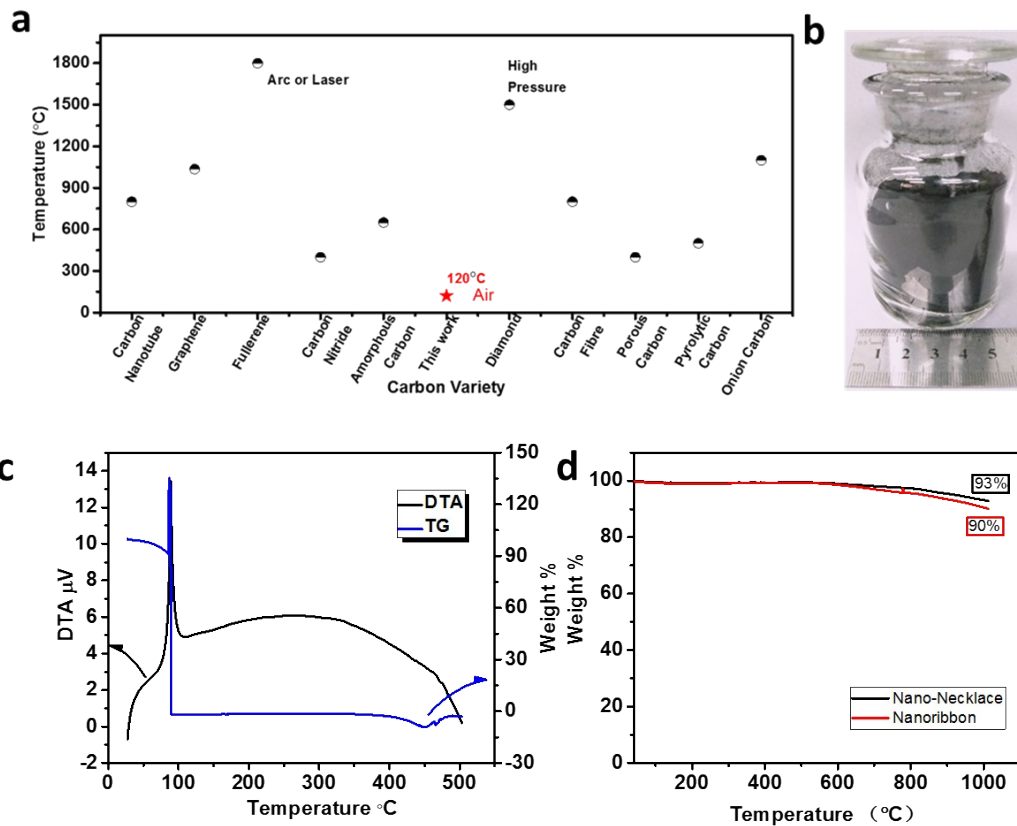 a
1800
1500
1200
900
600
300
0
Temperature (°C)
Arc or Laser
High
Pressure
120°C
Air
Carbon
Nanotube
Graphene
Fullerene
Carbon
Nitride
Amorphous
Carbon
This work
Diamond
Carbon
Fibre
Porous
Carbon
Pyrolytic
Carbon
Onion Carbon
Carbon Variety
b
1 2 3 4 5
c
14
12
10
8
6
4
2
0
-2
DTA μV
DTA
TG
150
120
90
60
30
0
-30
Weight %
0 100 200 300 400 500
Temperature °C
d
100
80
60
40
20
0
Weight %
93%
90%
Nano-Necklace
Nanoribbon
200 400 600 800 1000
Temperature （°C）